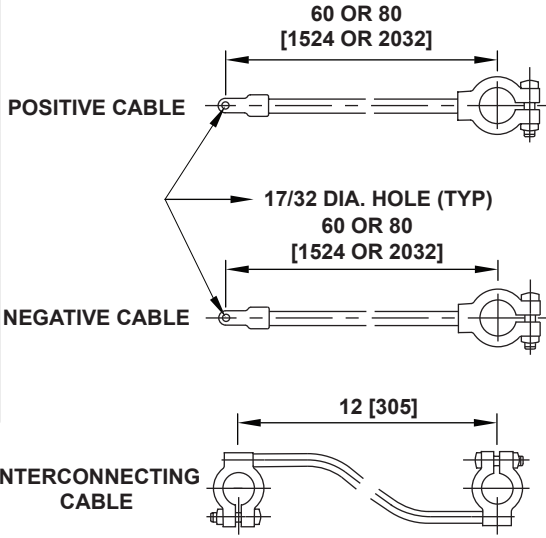 60 OR 80
[1524 OR 2032]
POSITIVE CABLE
17/32 DIA. HOLE (TYP)
60 OR 80
[1524 OR 2032]
NEGATIVE CABLE
12 [305]
NTERCONNECTING
CABLE